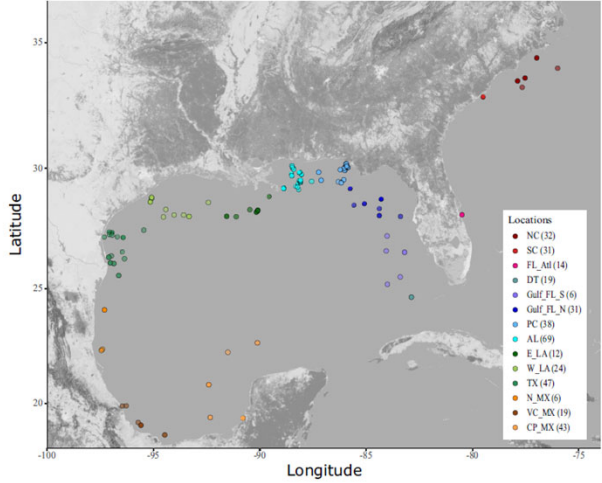 35
30
25
20
Latitude
-100
-95
-90
-85
-80
-75
Longitude
Locations
NC (32)
SC (31)
FL_Atl (14)
DT (19)
Gulf_FL_S (6)
Gulf_FL_N (31)
PC (38)
AL (69)
E_LA (12)
W_LA (24)
TX (47)
N_MX (6)
VC_MX (19)
CP_MX (43)